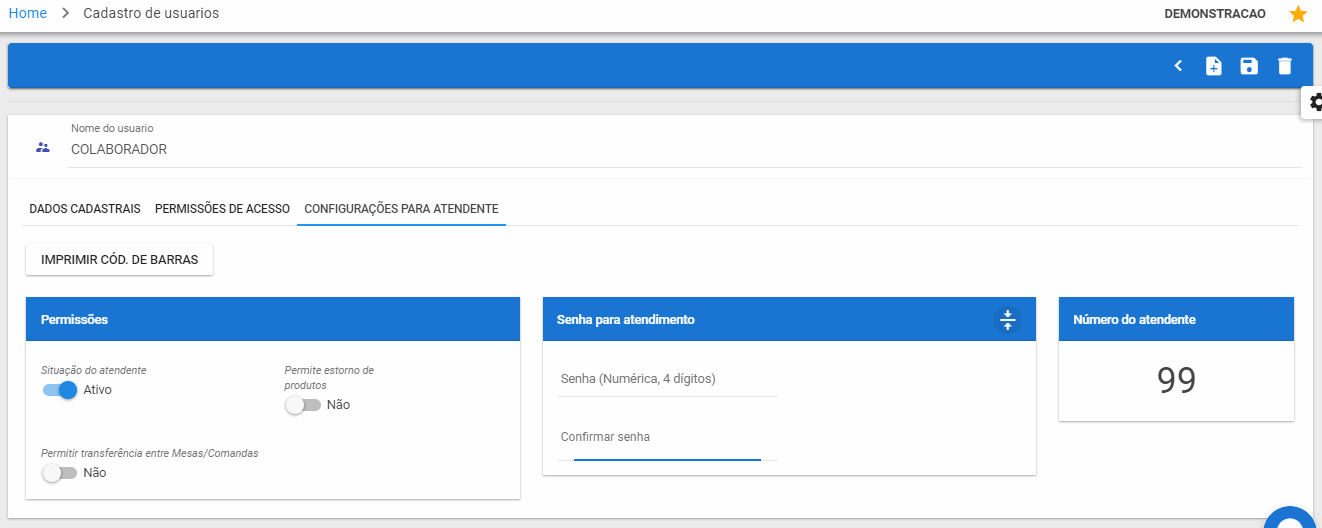 Home > Cadastro de usuarios
DEMONSTRACAO
Nome do usuario
COLABORADOR
DADOS CADASTRAIS PERMISSÕES DE ACESSO CONFIGURAÇÕES PARA ATENDENTE
IMPRIMIR CÓD. DE BARRAS
Permissões
Situação do atendente
Ativo
Permite estorno de
produtos
Não
Permitir transferência entre Mesas/Comandas
Não
Senha para atendimento
Senha (Numérica, 4 dígitos)
Confirmar senha
Número do atendente
99